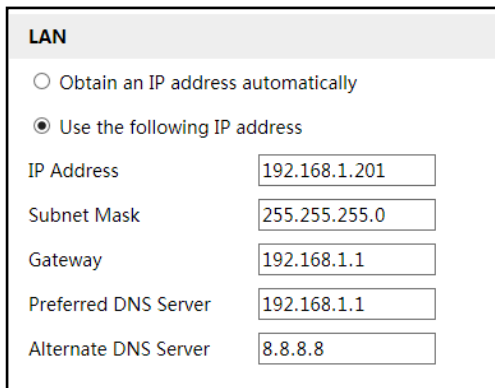 LAN
Obtain an IP address automatically
Use the following IP address
IP Address 192.168.1.201
Subnet Mask 255.255.255.0
Gateway 192.168.1.1
Preferred DNS Server 192.168.1.1
Alternate DNS Server 8.8.8.8